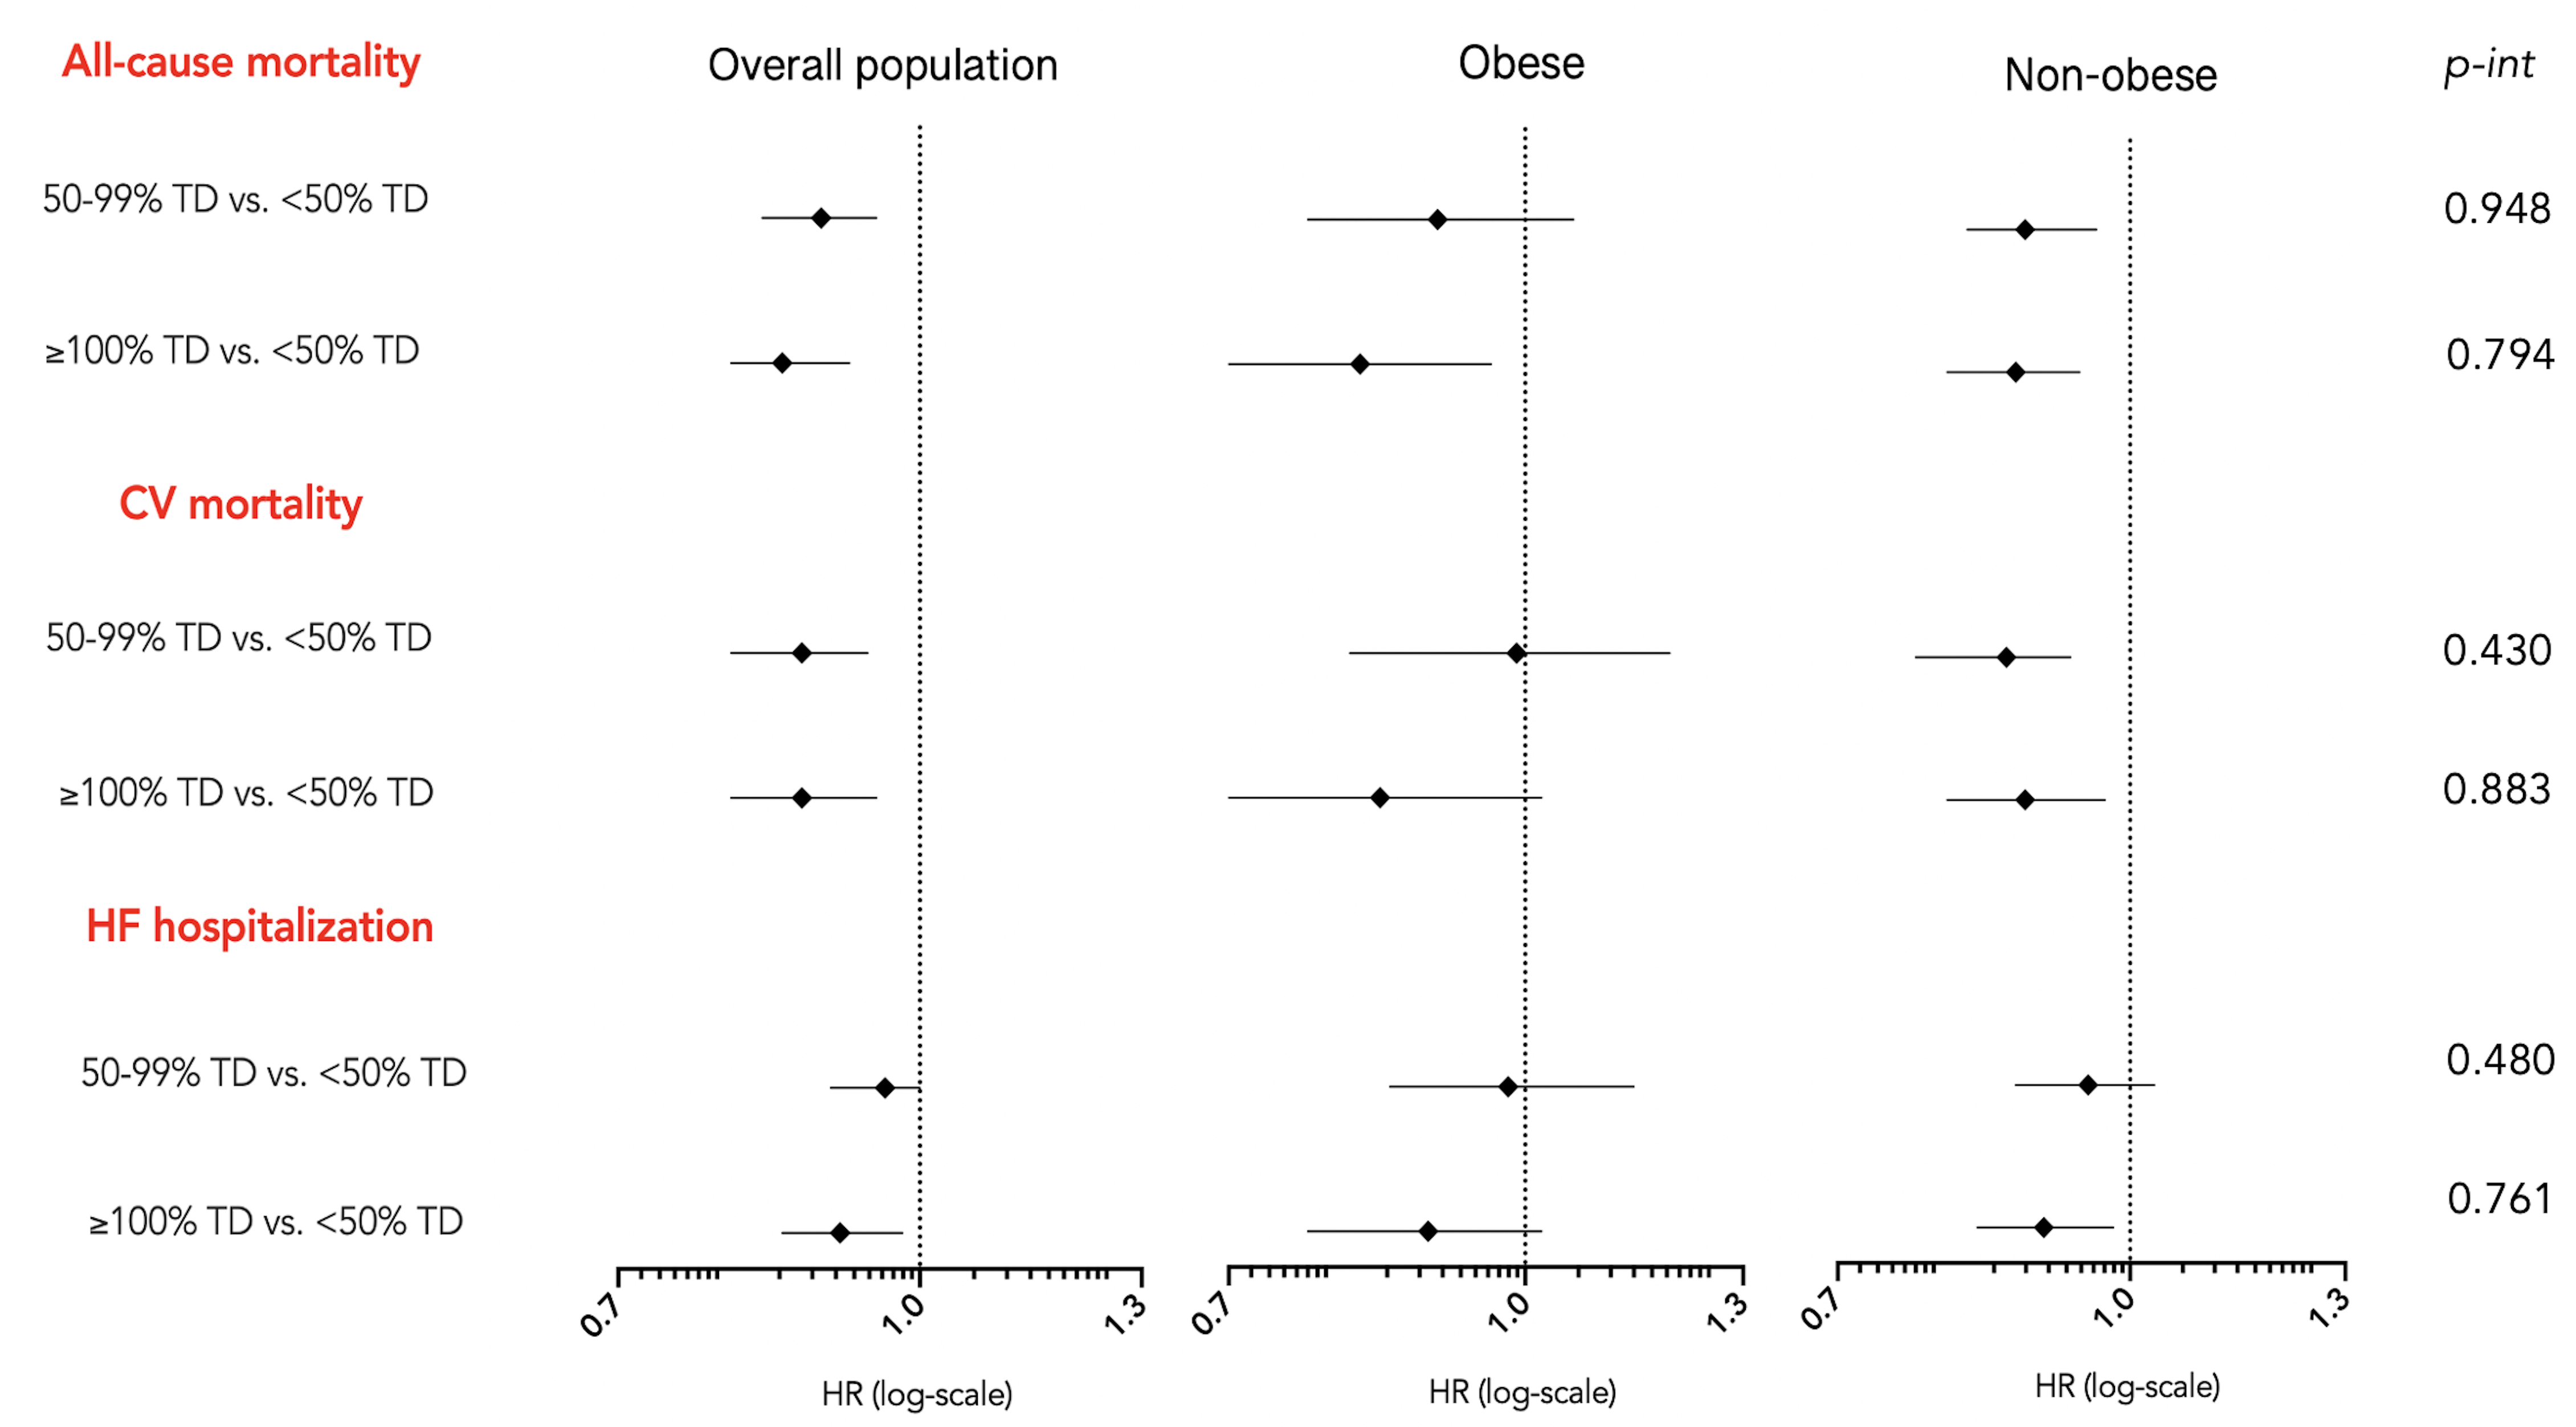 All-cause mortality Overall population Obese Non-obese p-int
50-99% TD vs. <50% TD 0.948
≥100% TD vs. <50% TD 0.794
CV mortality
50-99% TD vs. <50% TD 0.430
≥100% TD vs. <50% TD 0.883
HF hospitalization
50-99% TD vs. <50% TD 0.480
≥100% TD vs. <50% TD 0.761
0.7 1.0 1.3 0.7 1.0 1.3 0.7 1.0 1.3
HR (log-scale) HR (log-scale) HR (log-scale)